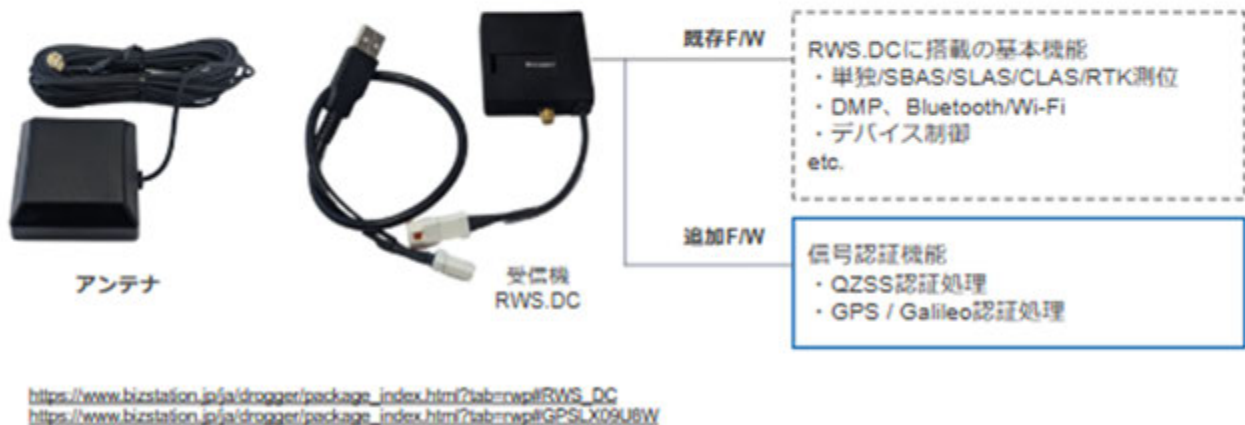 アンテナ
受信機
RWS.DC
既存F/W
RWS.DCに搭載の基本機能
・単独/SBAS/SLAS/CLAS/RTK測位
・DMP、Bluetooth/Wi-Fi
・デバイス制御
etc.
追加F/W
信号認証機能
・QZSS認証処理
・GPS / Galileo認証処理
https://www.bizstation.jp/ja/drogger/package_index.html?tab=rwp#RWS_DC
https://www.bizstation.jp/ja/drogger/package_index.html?tab=rwp#GPSLX09U8W